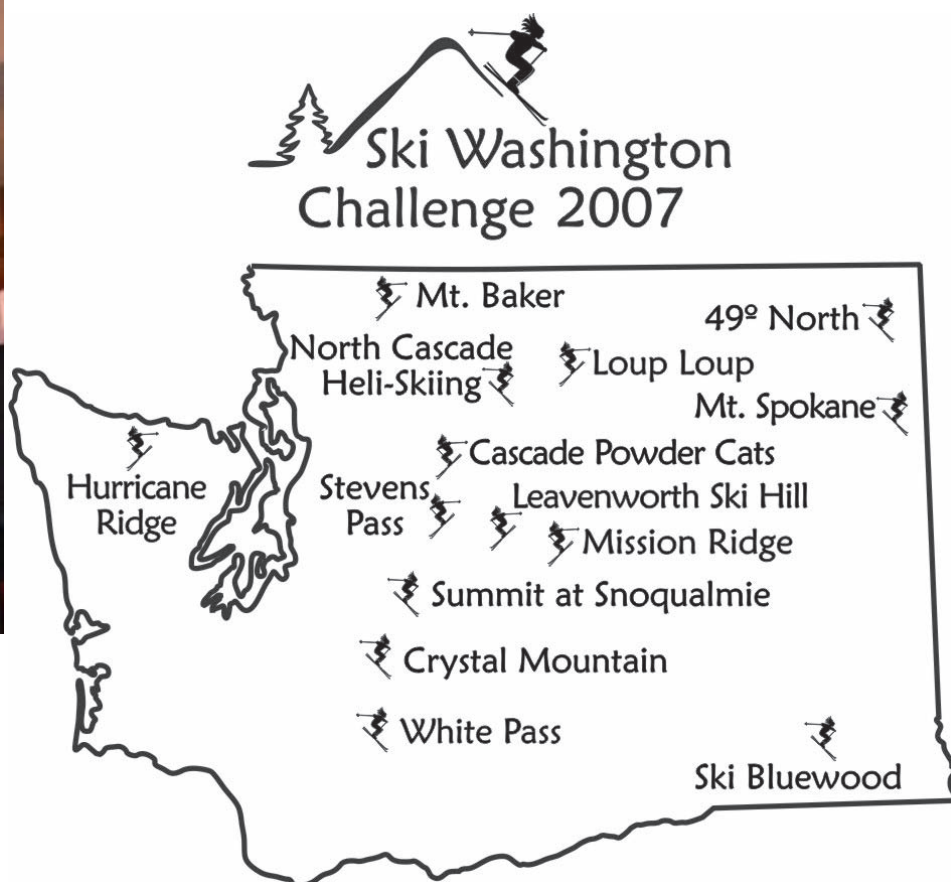 Ski Washington
Challenge 2007
Mt. Baker
49º North
North Cascade
Heli-Skiing
Loup Loup
Mt. Spokane
Cascade Powder Cats
Hurricane
Ridge
Stevens
Pass
Leavenworth Ski Hill
Mission Ridge
Summit at Snoqualmie
Crystal Mountain
White Pass
Ski Bluewood